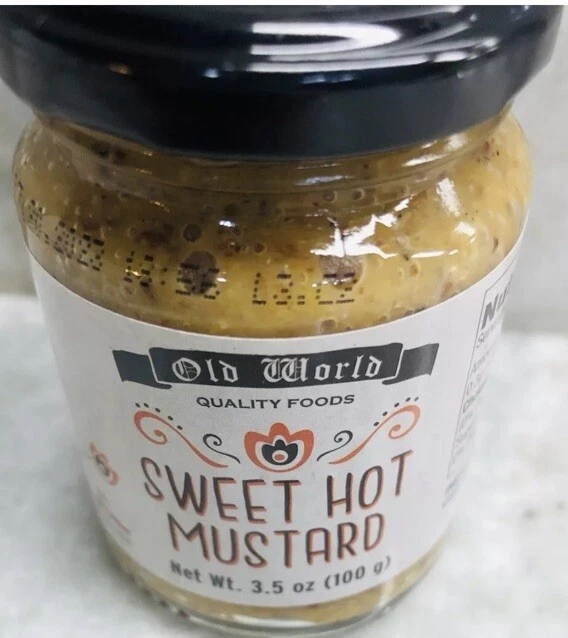 Old World
QUALITY FOODS
SWEET HOT
MUSTARD
Net Wt. 3.5 oz (100 g)